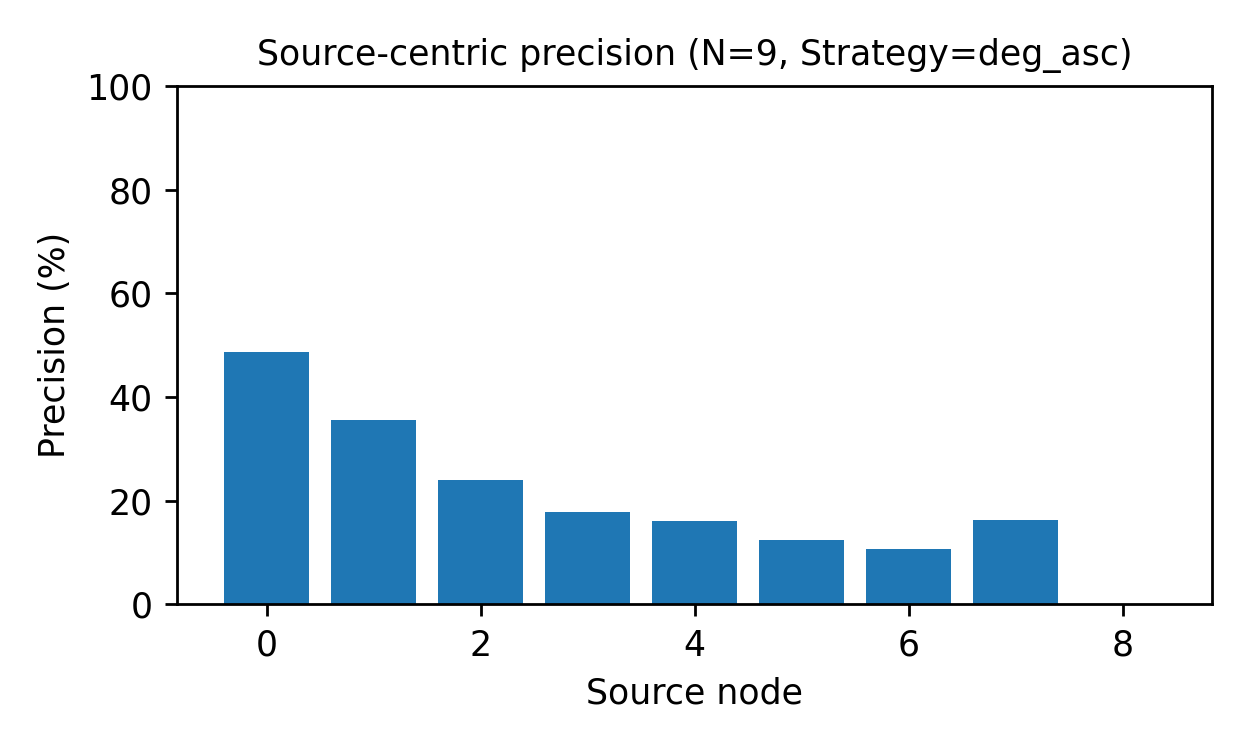 Source-centric precision (N=9, Strategy=deg_asc)
100
80
60
40
20
0
Precision (%)
0 2 4 6 8
Source node